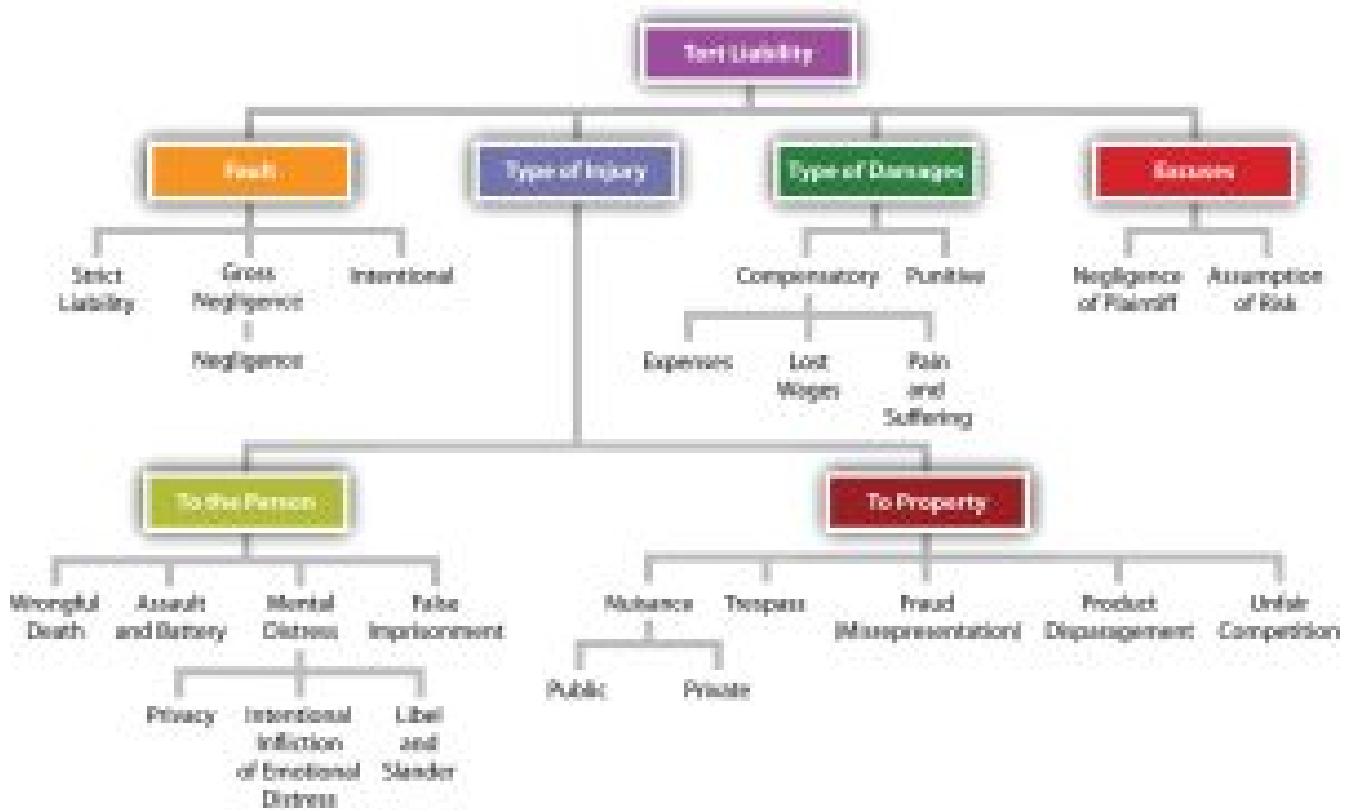 Tort Liability
Fault
Type of Injury
Type of Damages
Excuses
Strict
Liability
Gross
Negligence
Intentional
Compensatory
Punitive
Negligence
of Plaintiff
Assumption
of Risk
Negligence
Expenses
Lost
Wages
Pain
and
Suffering
To the Person
To Property
Wrongful
Death
Assault
and Battery
Mental
Distress
False
Imprisonment
Nuisance
Trespass
Fraud
(Misrepresentation)
Product
Disparagement
Unfair
Competition
Public
Private
Privacy
Intentional
Infliction
of Emotional
Distress
Libel
and
Slander